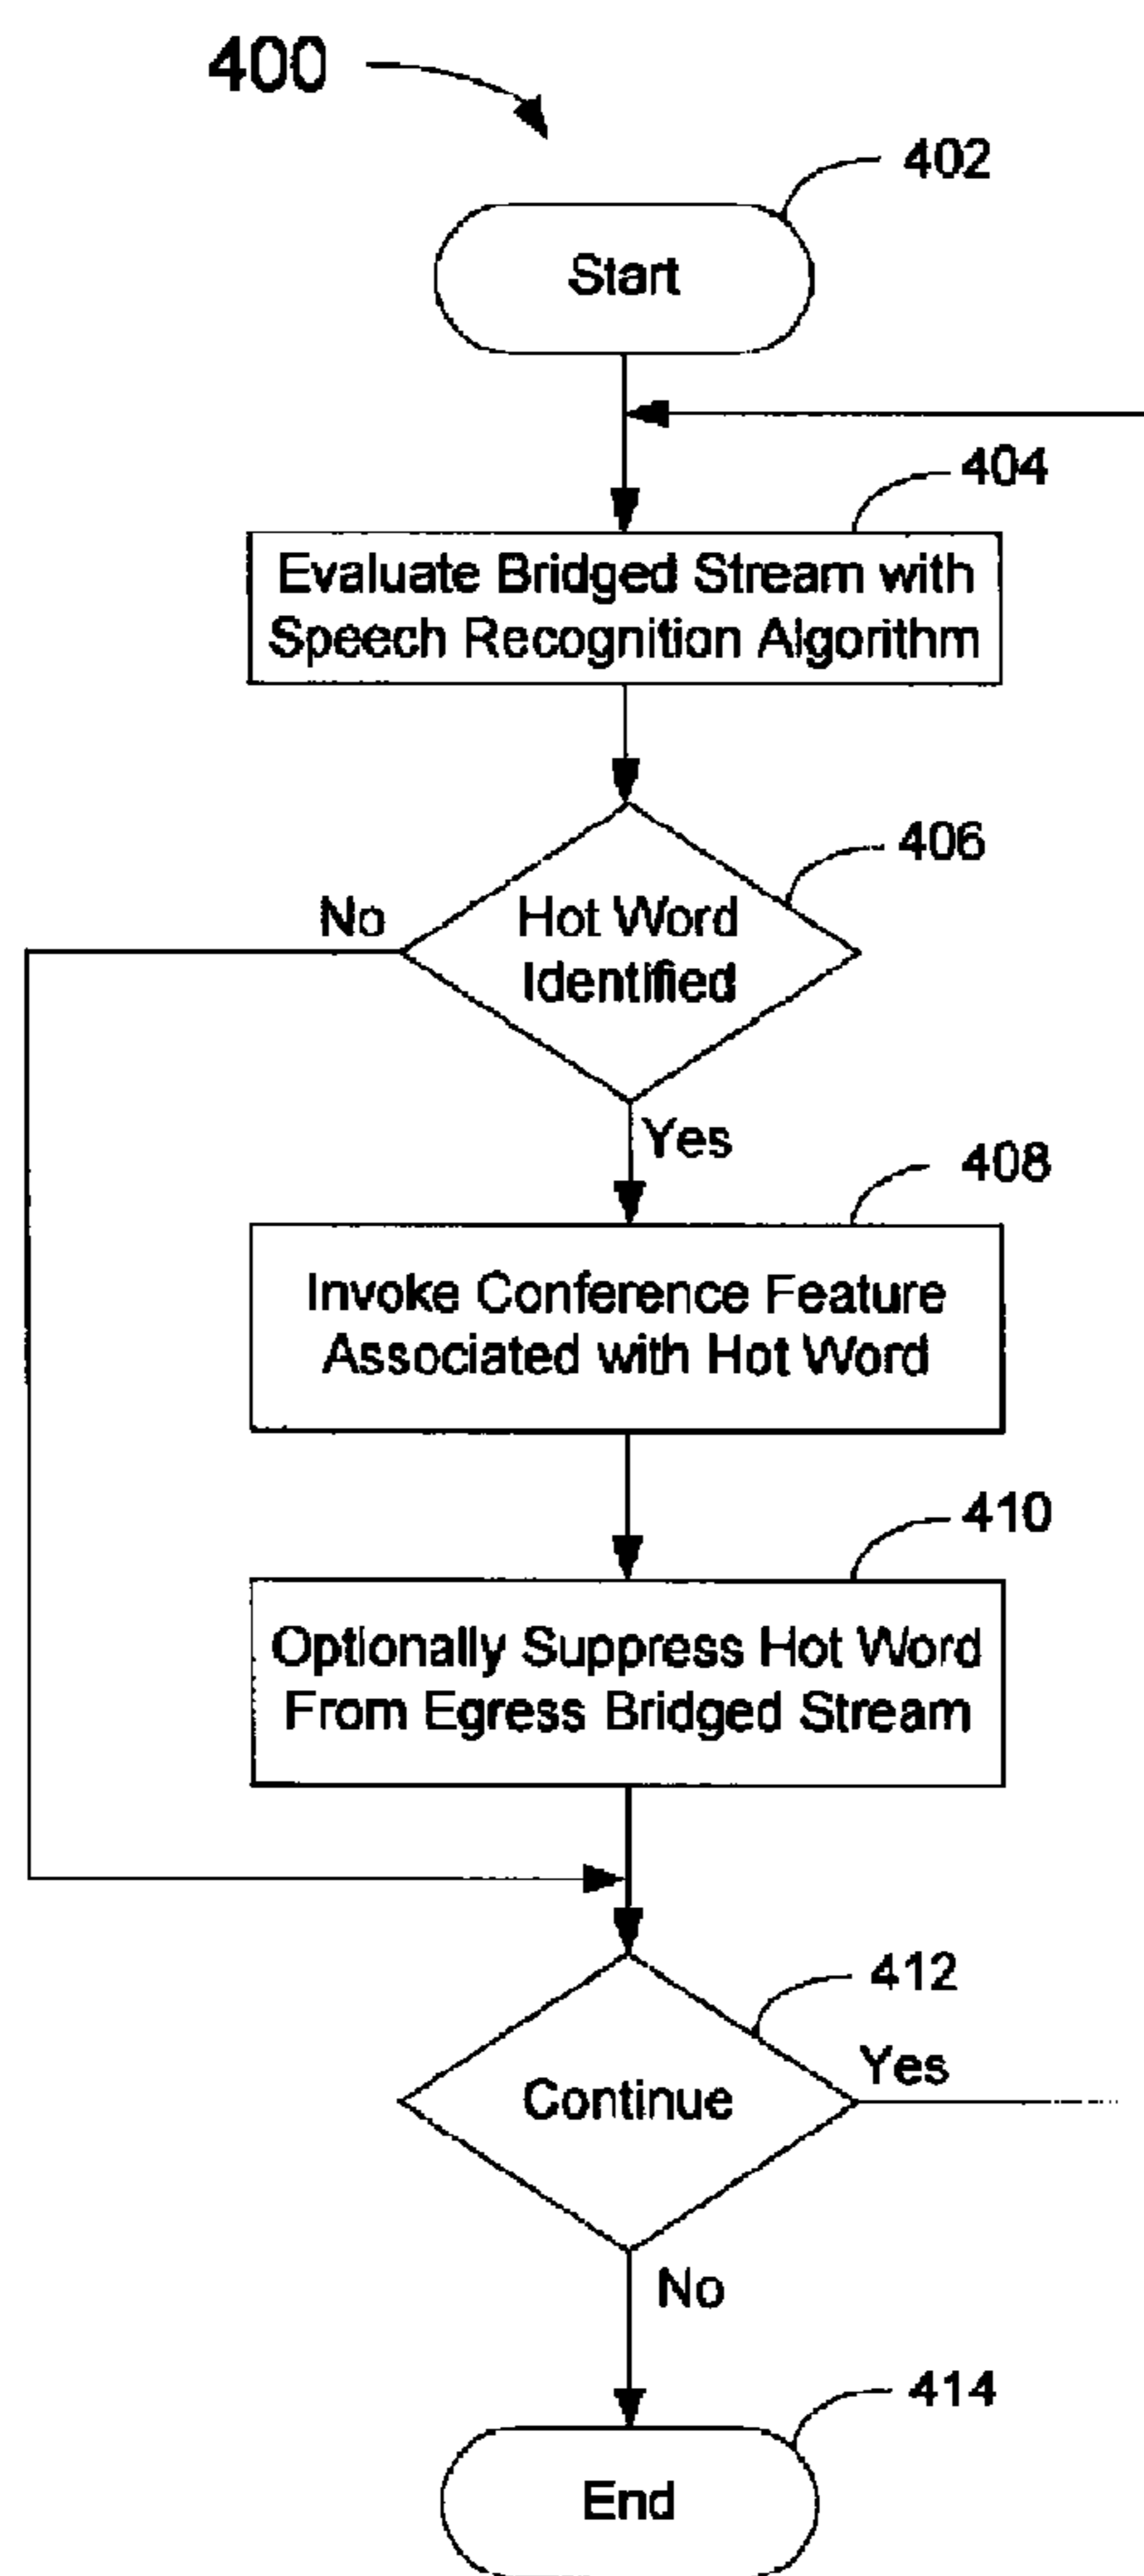 400
402
Start
404
Evaluate Bridged Stream with
Speech Recognition Algorithm
406
No
Hot Word
Identified
Yes
408
Invoke Conference Feature
Associated with Hot Word
410
Optionally Suppress Hot Word
From Egress Bridged Stream
412
Yes
Continue
No
414
End